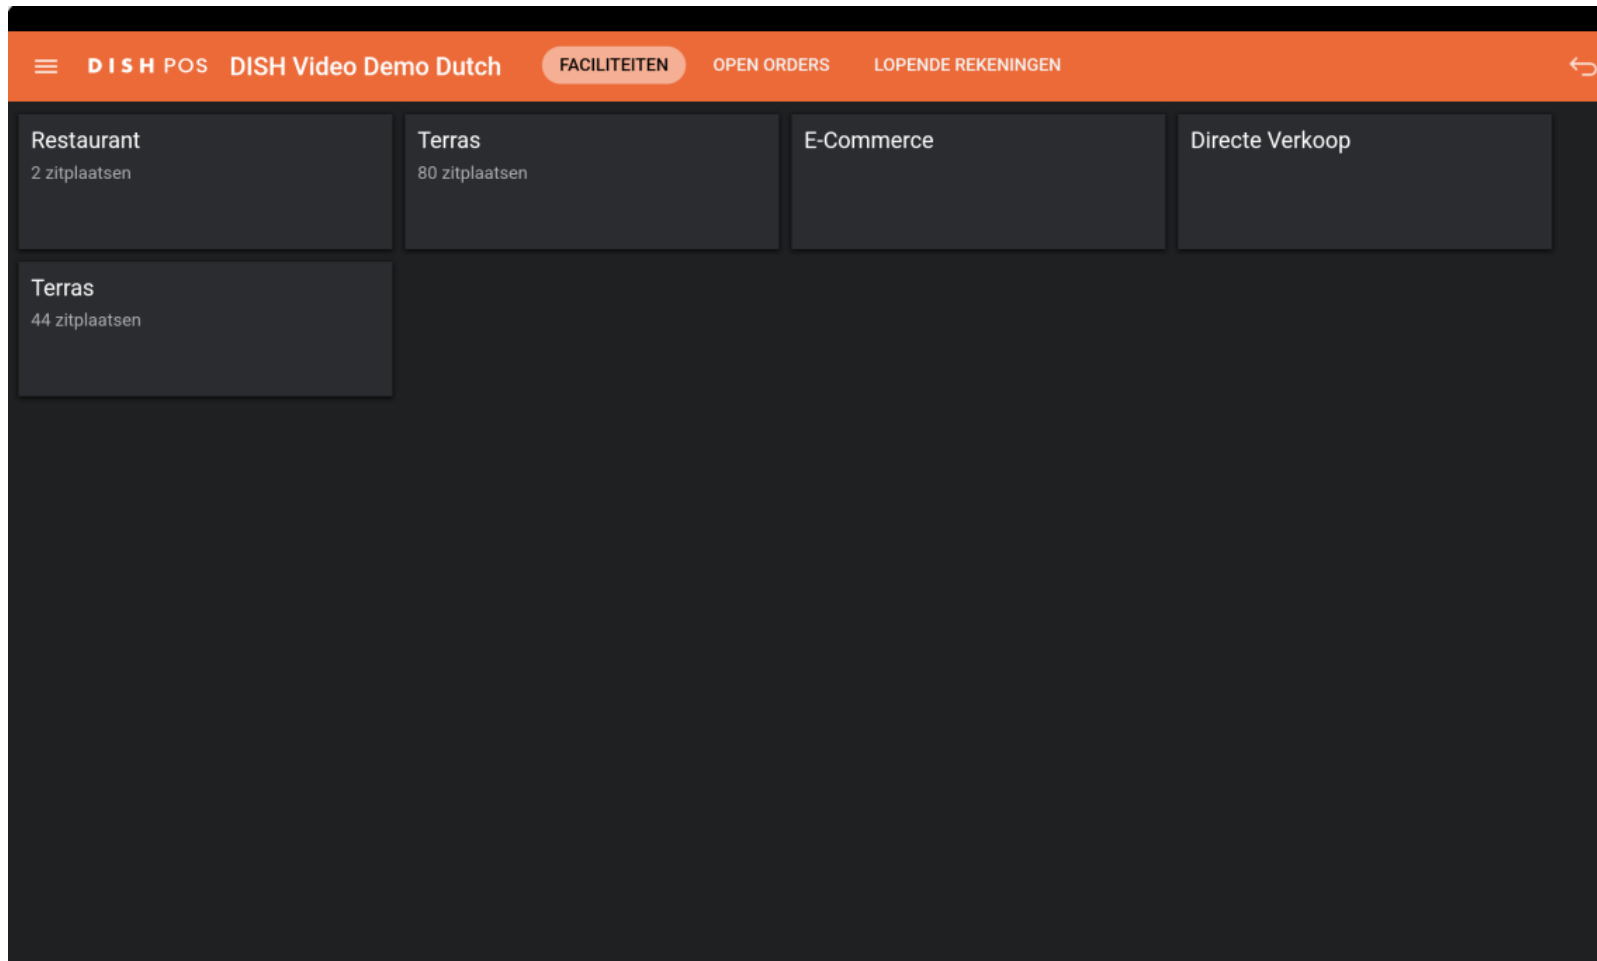 DISH POS DISH Video Demo Dutch FACILITEITEN OPEN ORDERS LOPENDE REKENINGEN
Restaurant
2 zitplaatsen
Terras
80 zitplaatsen
E-Commerce
Directe Verkoop
Terras
44 zitplaatsen